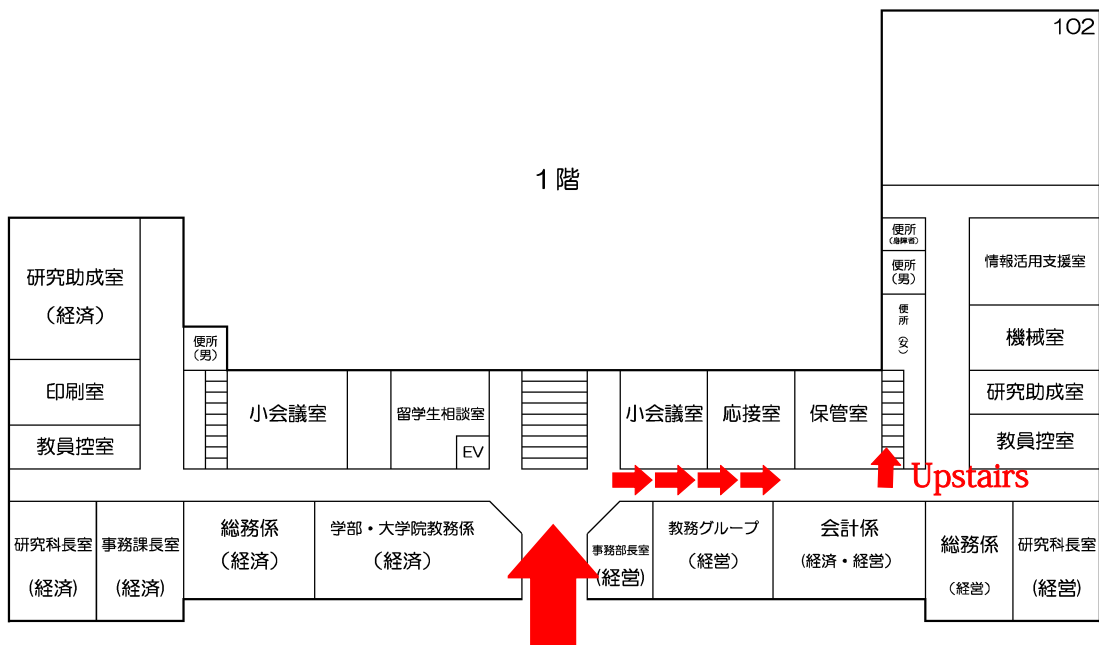 102
1階
便所
(身障者)
便所
(男)
便
所
(女)
情報活用支援室
機械室
研究助成室
教員控室
研究助成室
(経済)
印刷室
教員控室
便所
(男)
小会議室
留学生相談室
EV
小会議室
応接室
保管室
Upstairs
研究科長室
(経済)
事務課長室
(経済)
総務係
(経済)
学部・大学院教務係
(経済)
事務部長室
(経営)
教務グループ
(経営)
会計係
(経済・経営)
総務係
(経営)
研究科長室
(経営)